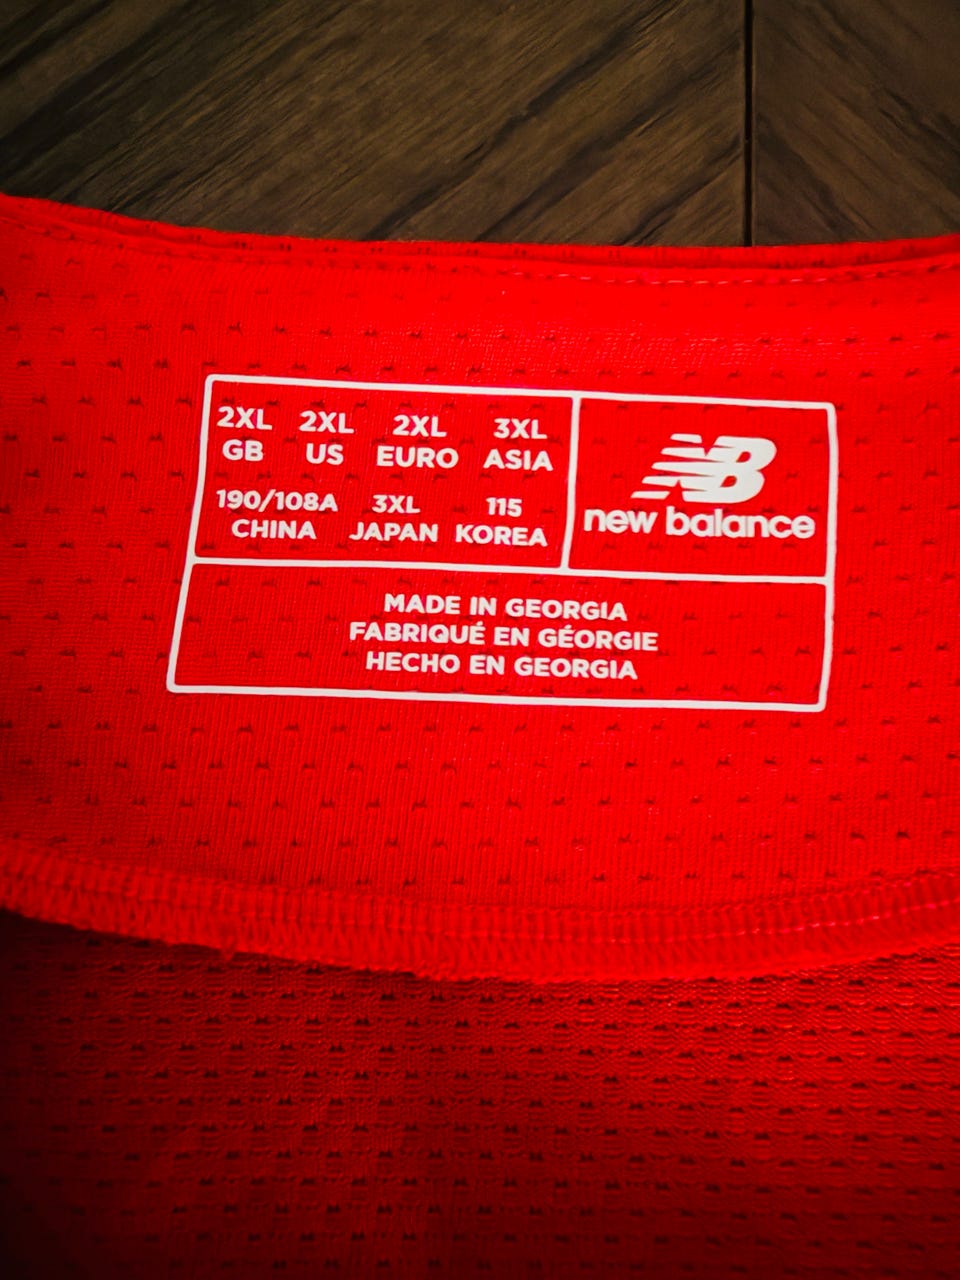 2XL 2XL 2XL 3XL
GB US EURO ASIA
190/108A 3XL 115
CHINA JAPAN KOREA
NB
new balance
MADE IN GEORGIA
FABRIQUÉ EN GÉORGIE
HECHO EN GEORGIA